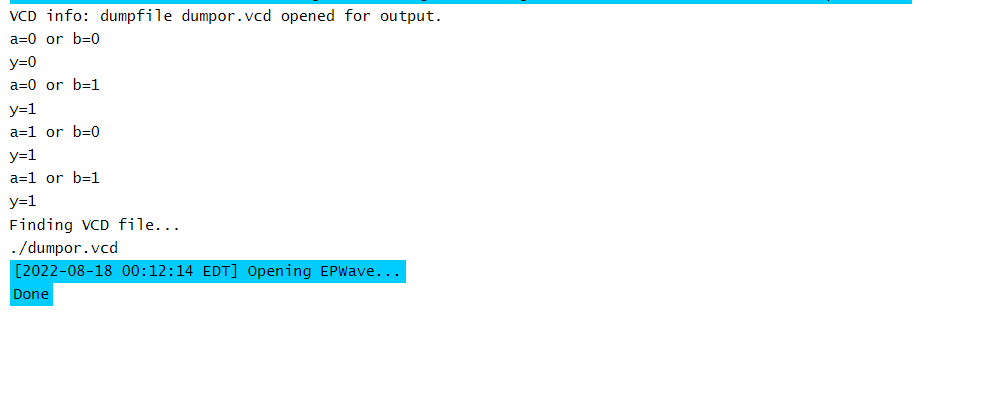 VCD info: dumpfile dumpor.vcd opened for output.
a=0 or b=0
y=0
a=0 or b=1
y=1
a=1 or b=0
y=1
a=1 or b=1
y=1
Finding VCD file...
./dumpor.vcd
[2022-08-18 00:12:14 EDT] Opening EPWave...
Done